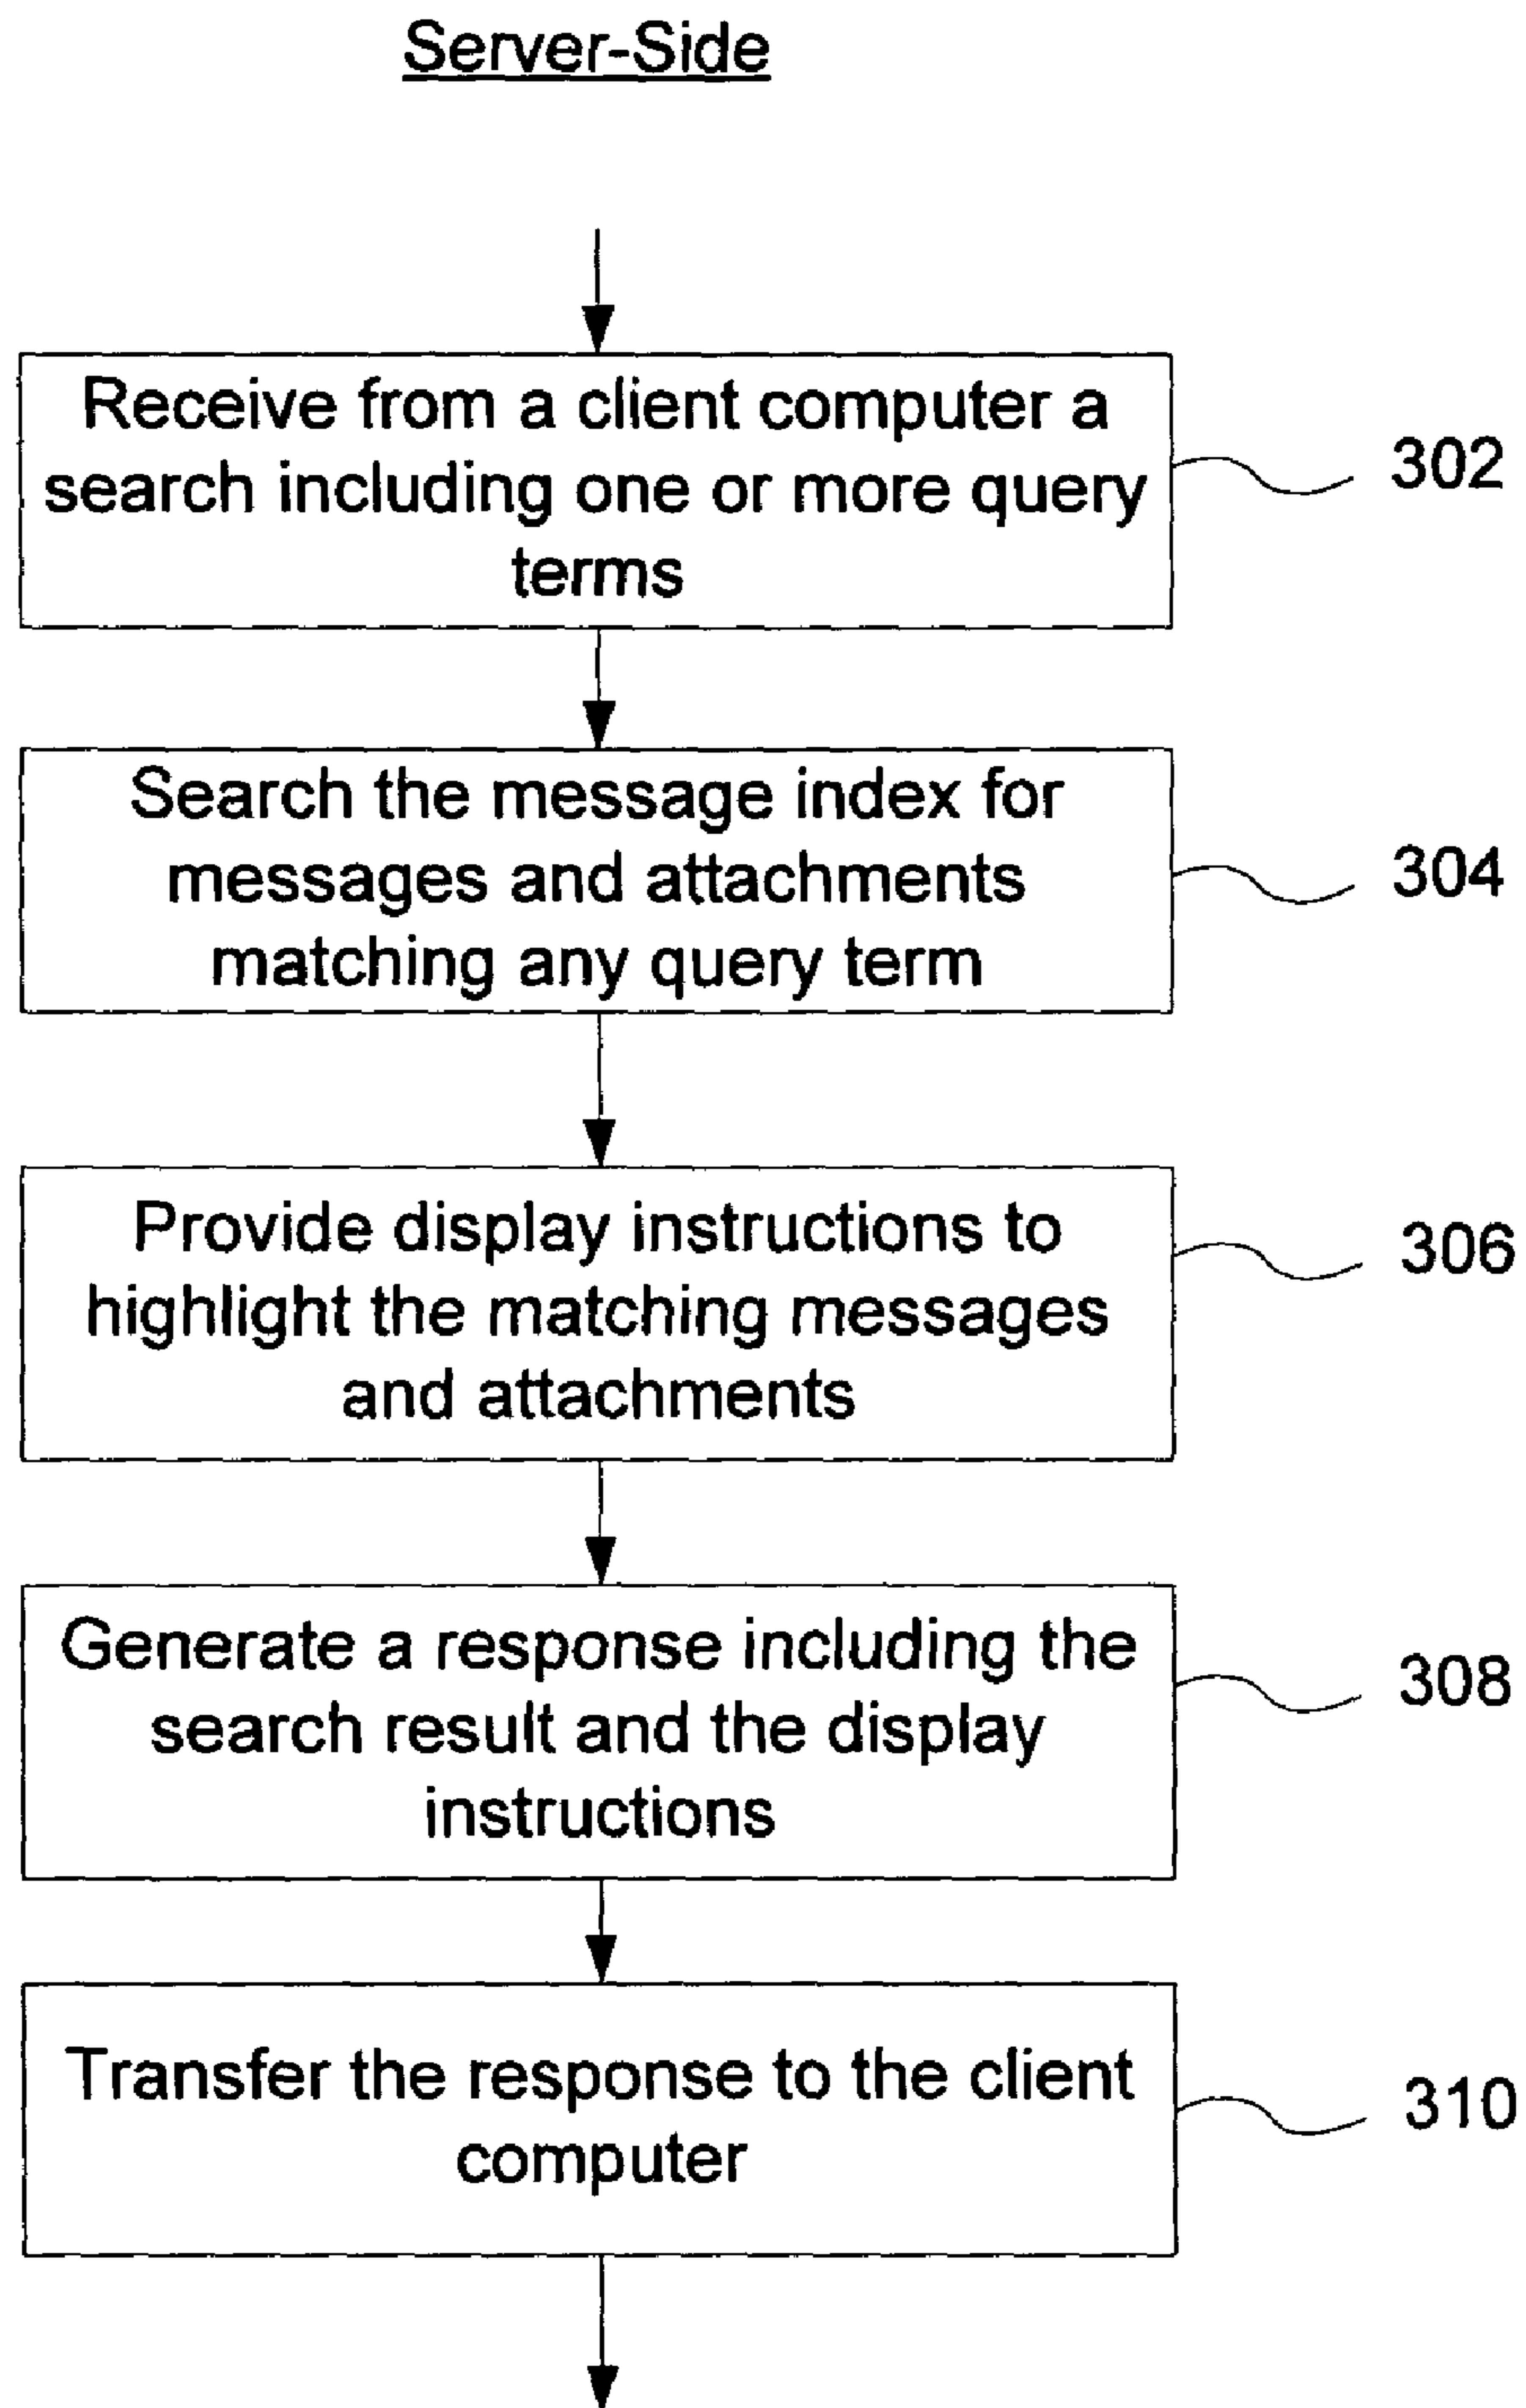 Server-Side
Receive from a client computer a
search including one or more query
terms
302
Search the message index for
messages and attachments
matching any query term
304
Provide display instructions to
highlight the matching messages
and attachments
306
Generate a response including the
search result and the display
instructions
308
Transfer the response to the client
computer
310